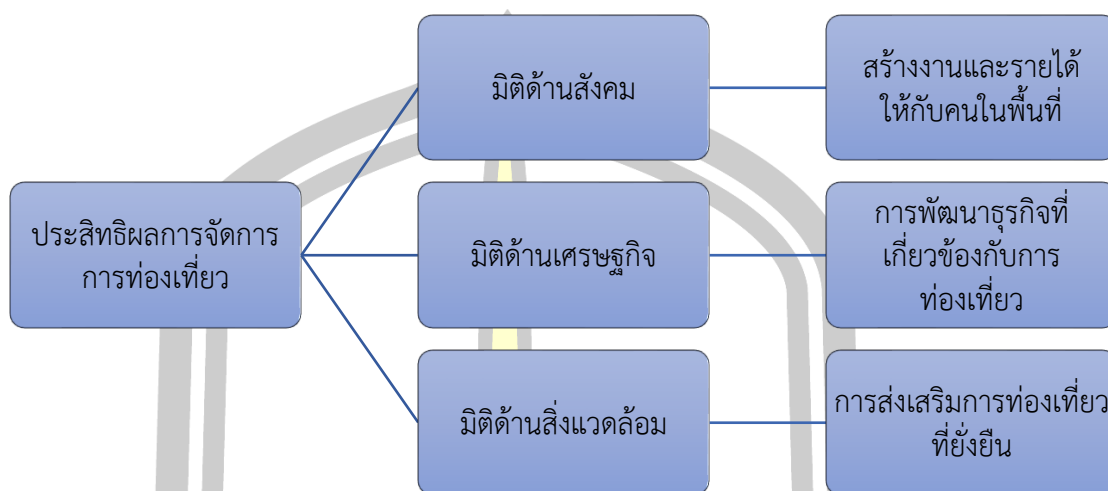 ประสิทธิผลการจัดการ
การท่องเที่ยว
มิติด้านสังคม
สร้างงานและรายได้
ให้กับคนในพื้นที่
มิติด้านเศรษฐกิจ
การพัฒนาธุรกิจที่
เกี่ยวข้องกับการ
ท่องเที่ยว
มิติด้านสิ่งแวดล้อม
การส่งเสริมการท่องเที่ยว
ที่ยั่งยืน